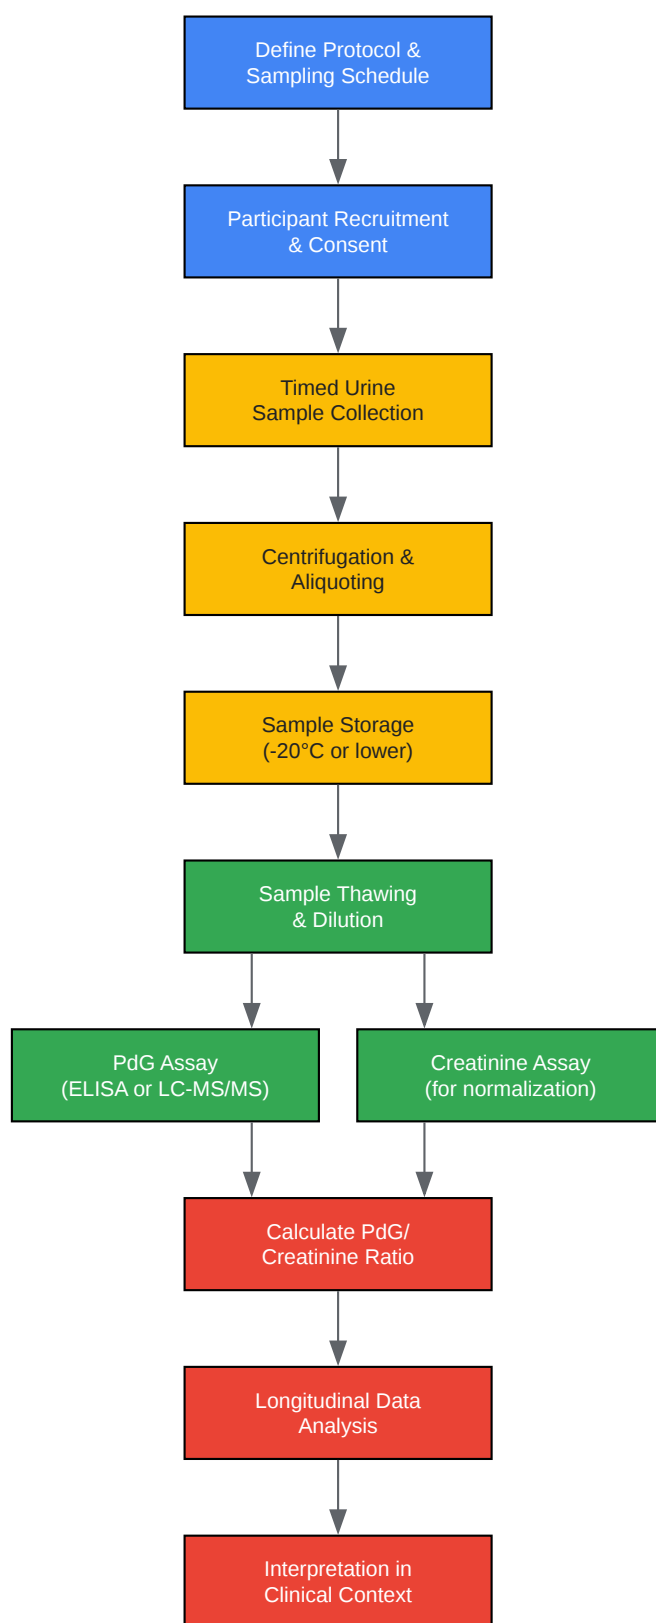 Define Protocol &
Sampling Schedule
Participant Recruitment
& Consent
Timed Urine
Sample Collection
Centrifugation &
Aliquoting
Sample Storage
(-20°C or lower)
Sample Thawing
& Dilution
PdG Assay
(ELISA or LC-MS/MS)
Creatinine Assay
(for normalization)
Calculate PdG/
Creatinine Ratio
Longitudinal Data
Analysis
Interpretation in
Clinical Context